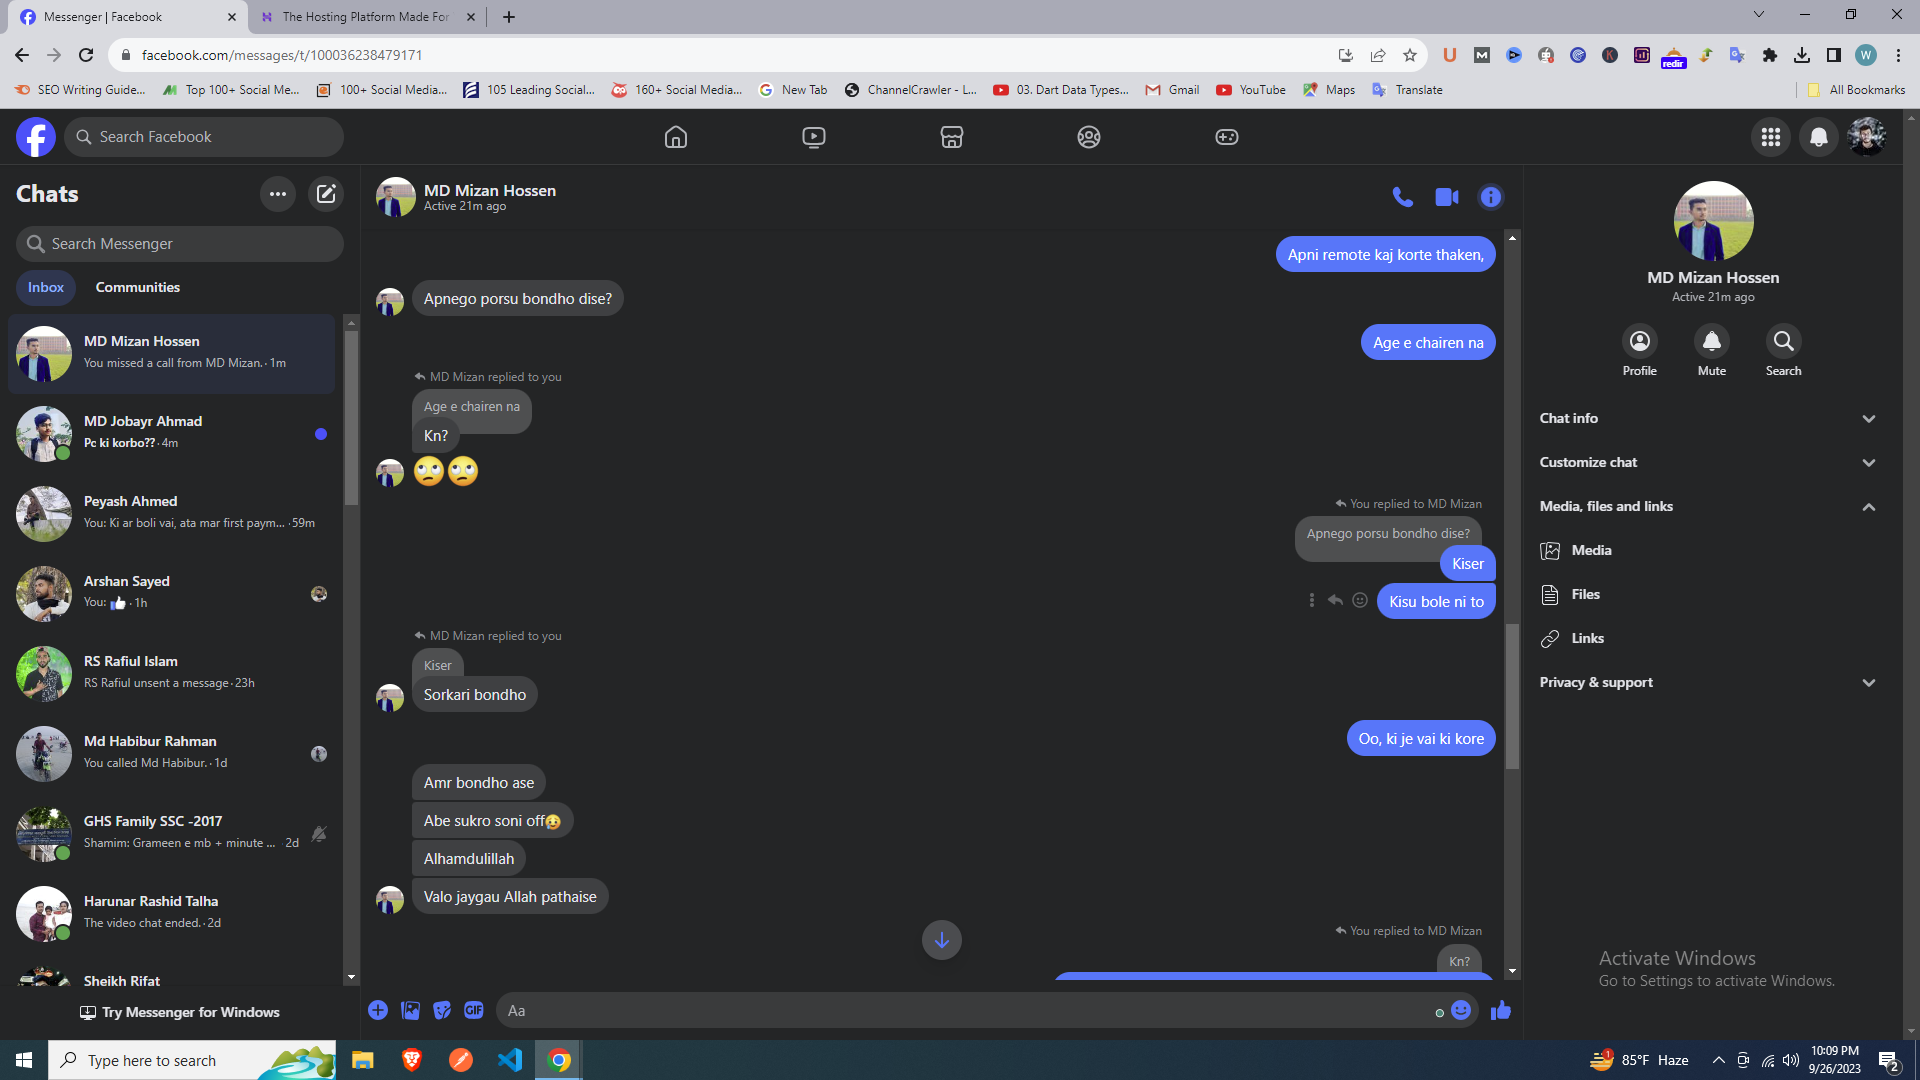 Messenger | Facebook
The Hosting Platform Made For
facebook.com/messages/t/100036238479171
redir
W
SEO Writing Guide...
Top 100+ Social Me...
100+ Social Media...
105 Leading Social...
160+ Social Media...
New Tab
ChannelCrawler - L...
03. Dart Data Types...
Gmail
YouTube
Maps
Translate
All Bookmarks
Search Facebook
Chats
Search Messenger
Inbox
Communities
MD Mizan Hossen
You missed a call from MD Mizan. · 1m
MD Jobayr Ahmad
Pc ki korbo?? · 4m
Peyash Ahmed
You: Ki ar boli vai, ata mar first paym... · 59m
Arshan Sayed
You: 👍 · 1h
RS Rafiul Islam
RS Rafiul unsent a message · 23h
Md Habibur Rahman
You called Md Habibur. · 1d
GHS Family SSC -2017
Shamim: Grameen e mb + minute ... · 2d
Harunar Rashid Talha
The video chat ended. · 2d
Sheikh Rifat
Try Messenger for Windows
MD Mizan Hossen
Active 21m ago
Apni remote kaj korte thaken,
Apnego porsu bondho dise?
Age e chairen na
MD Mizan replied to you
Age e chairen na
Kn?
🙄🙄
You replied to MD Mizan
Apnego porsu bondho dise?
Kiser
Kisu bole ni to
MD Mizan replied to you
Kiser
Sorkari bondho
Oo, ki je vai ki kore
Amr bondho ase
Abe sukro soni off😥
Alhamdulillah
Valo jaygau Allah pathaise
You replied to MD Mizan
Kn?
GIF
Aa
MD Mizan Hossen
Active 21m ago
Profile
Mute
Search
Chat info
Customize chat
Media, files and links
Media
Files
Links
Privacy & support
Activate Windows
Go to Settings to activate Windows.
Type here to search
1
85°F Haze
10:09 PM
9/26/2023
2